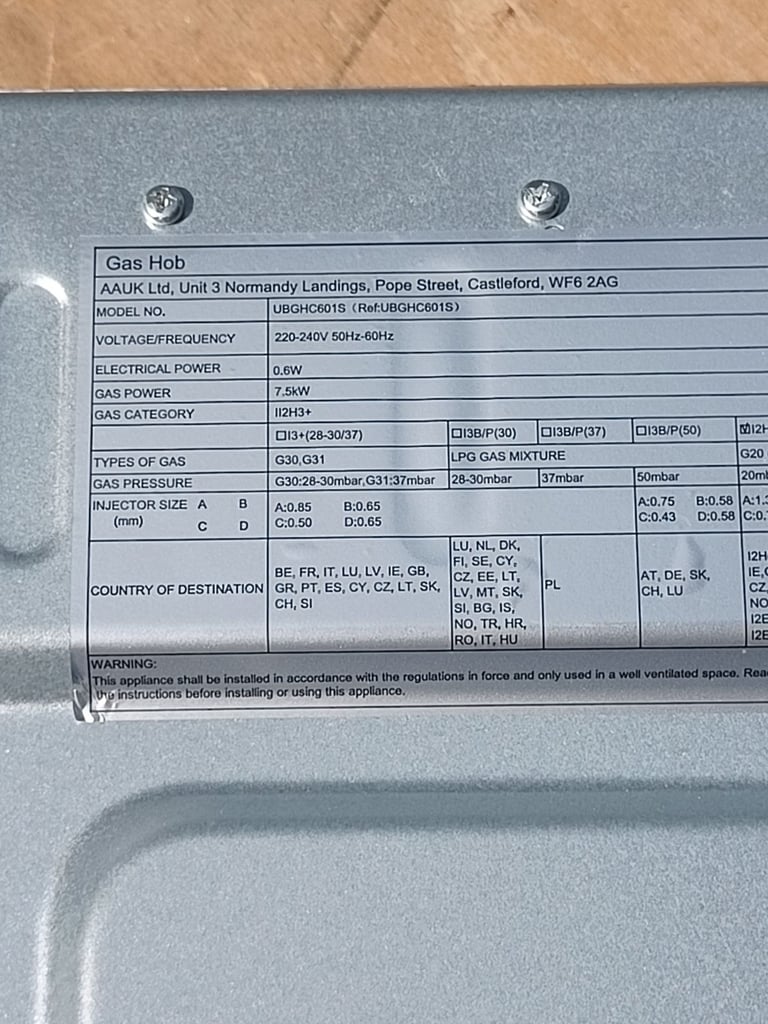 Gas Hob
AAUK Ltd, Unit 3 Normandy Landings, Pope Street, Castleford, WF6 2AG
MODEL NO. UBGHC601S (Ref:UBGHC601S)
VOLTAGE/FREQUENCY 220-240V 50Hz-60Hz
ELECTRICAL POWER 0.6W
GAS POWER 7.5kW
GAS CATEGORY II2H3+
☐I3+(28-30/37) ☐I3B/P(30) ☐I3B/P(37) ☐I3B/P(50) ☑I2H
TYPES OF GAS G30,G31 LPG GAS MIXTURE G20
GAS PRESSURE G30:28-30mbar,G31:37mbar 28-30mbar 37mbar 50mbar
INJECTOR SIZE A B A:0.85 B:0.65 A:0.75 B:0.58
(mm) C D C:0.50 D:0.65 C:0.43 D:0.58
COUNTRY OF DESTINATION
BE, FR, IT, LU, LV, IE, GB,
GR, PT, ES, CY, CZ, LT, SK,
CH, SI
LU, NL, DK,
FI, SE, CY,
CZ, EE, LT,
LV, MT, SK,
SI, BG, IS,
NO, TR, HR,
RO, IT, HU
PL
AT, DE, SK,
CH, LU
I2H
CZ,
NO
I2E
I2E
WARNING:
This appliance shall be installed in accordance with the regulations in force and only used in a well ventilated space. Read
the instructions before installing or using this appliance.